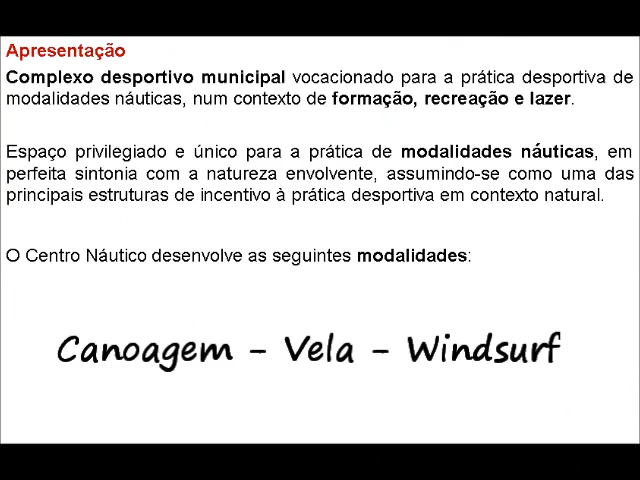 Apresentação
Complexo desportivo municipal vocacionado para a prática desportiva de
modalidades náuticas, num contexto de formação, recreação e lazer.
Espaço privilegiado e único para a prática de modalidades náuticas, em
perfeita sintonia com a natureza envolvente, assumindo-se como uma das
principais estruturas de incentivo à prática desportiva em contexto natural.
O Centro Náutico desenvolve as seguintes modalidades:
Canoagem – Vela – Windsurf